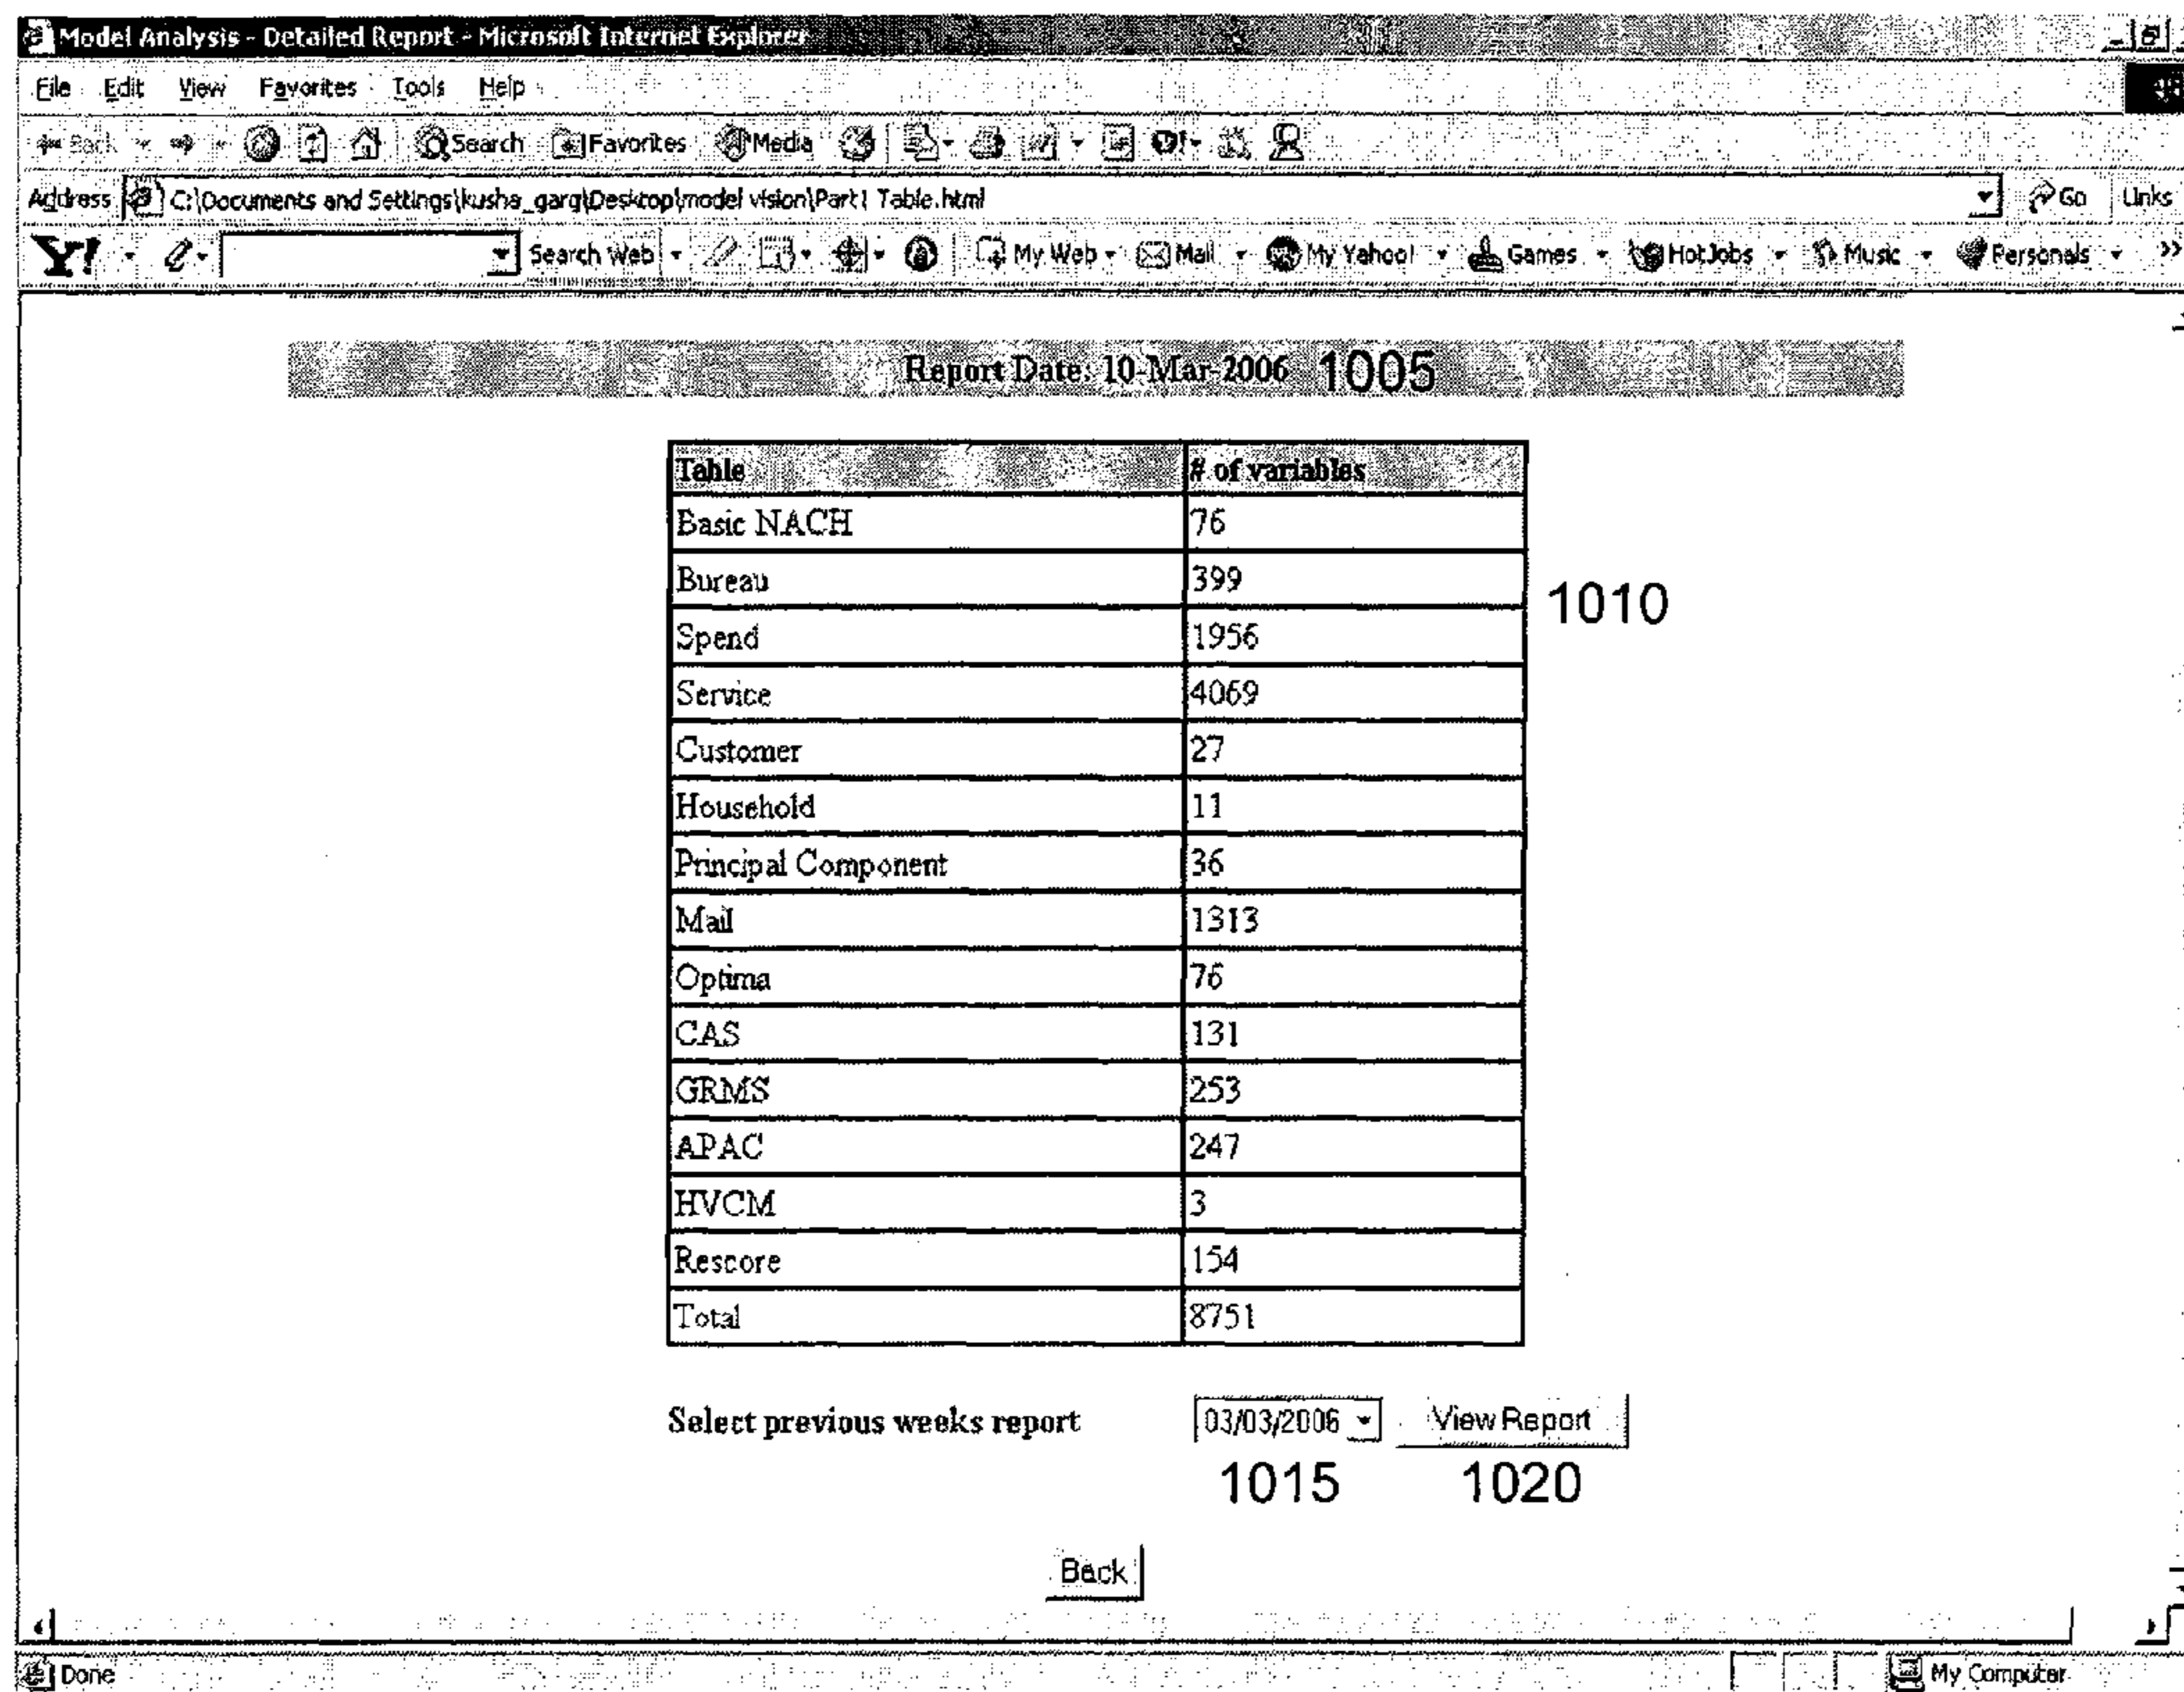 Model Analysis - Detailed Report - Microsoft Internet Explorer
File Edit View Favorites Tools Help
Back Search Favorites Media
Address C:\Documents and Settings\kusha_garg\Desktop\model vision\Part1 Table.html Go Links
Y! Search Web My Web Mail My Yahoo! Games HotJobs Music Personals >>
Report Date: 10-Mar-2006 1005
Table # of variables
Basic NACH 76
Bureau 399
1010
Spend 1956
Service 4069
Customer 27
Household 11
Principal Component 36
Mail 1313
Optima 76
CAS 131
GRMS 253
APAC 247
HVCM 3
Rescore 154
Total 8751
Select previous weeks report 03/03/2006 View Report
1015 1020
Back
Done My Computer